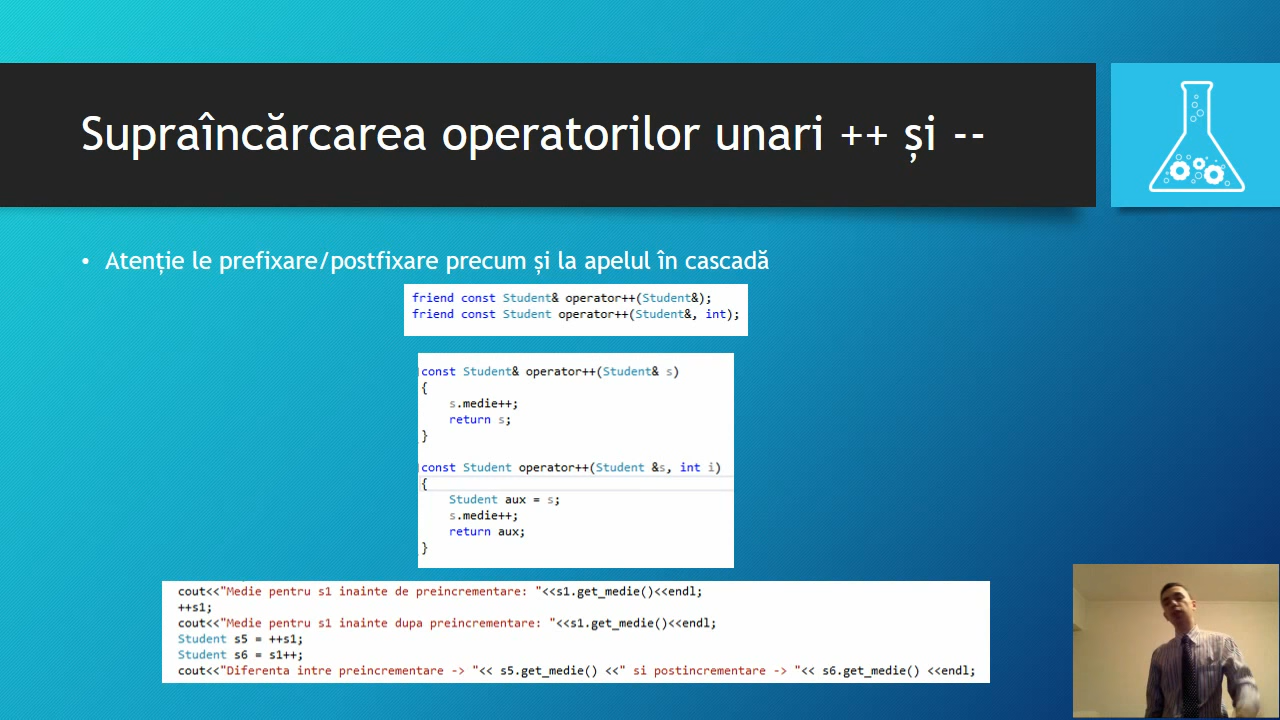 Supraîncărcarea operatorilor unari ++ și --
• Atenție le prefixare/postfixare precum și la apelul în cascadă
friend const Student& operator++(Student&);
friend const Student operator++(Student&, int);
const Student& operator++(Student& s)
{
s.medie++;
return s;
}
const Student operator++(Student &s, int i)
{
Student aux = s;
s.medie++;
return aux;
}
cout<<"Medie pentru s1 inainte de preincrementare: "<<s1.get_medie()<<endl;
++s1;
cout<<"Medie pentru s1 inainte dupa preincrementare: "<<s1.get_medie()<<endl;
Student s5 = ++s1;
Student s6 = s1++;
cout<<"Diferenta intre preincrementare -> "<< s5.get_medie() <<" si postincrementare -> "<< s6.get_medie() <<endl;